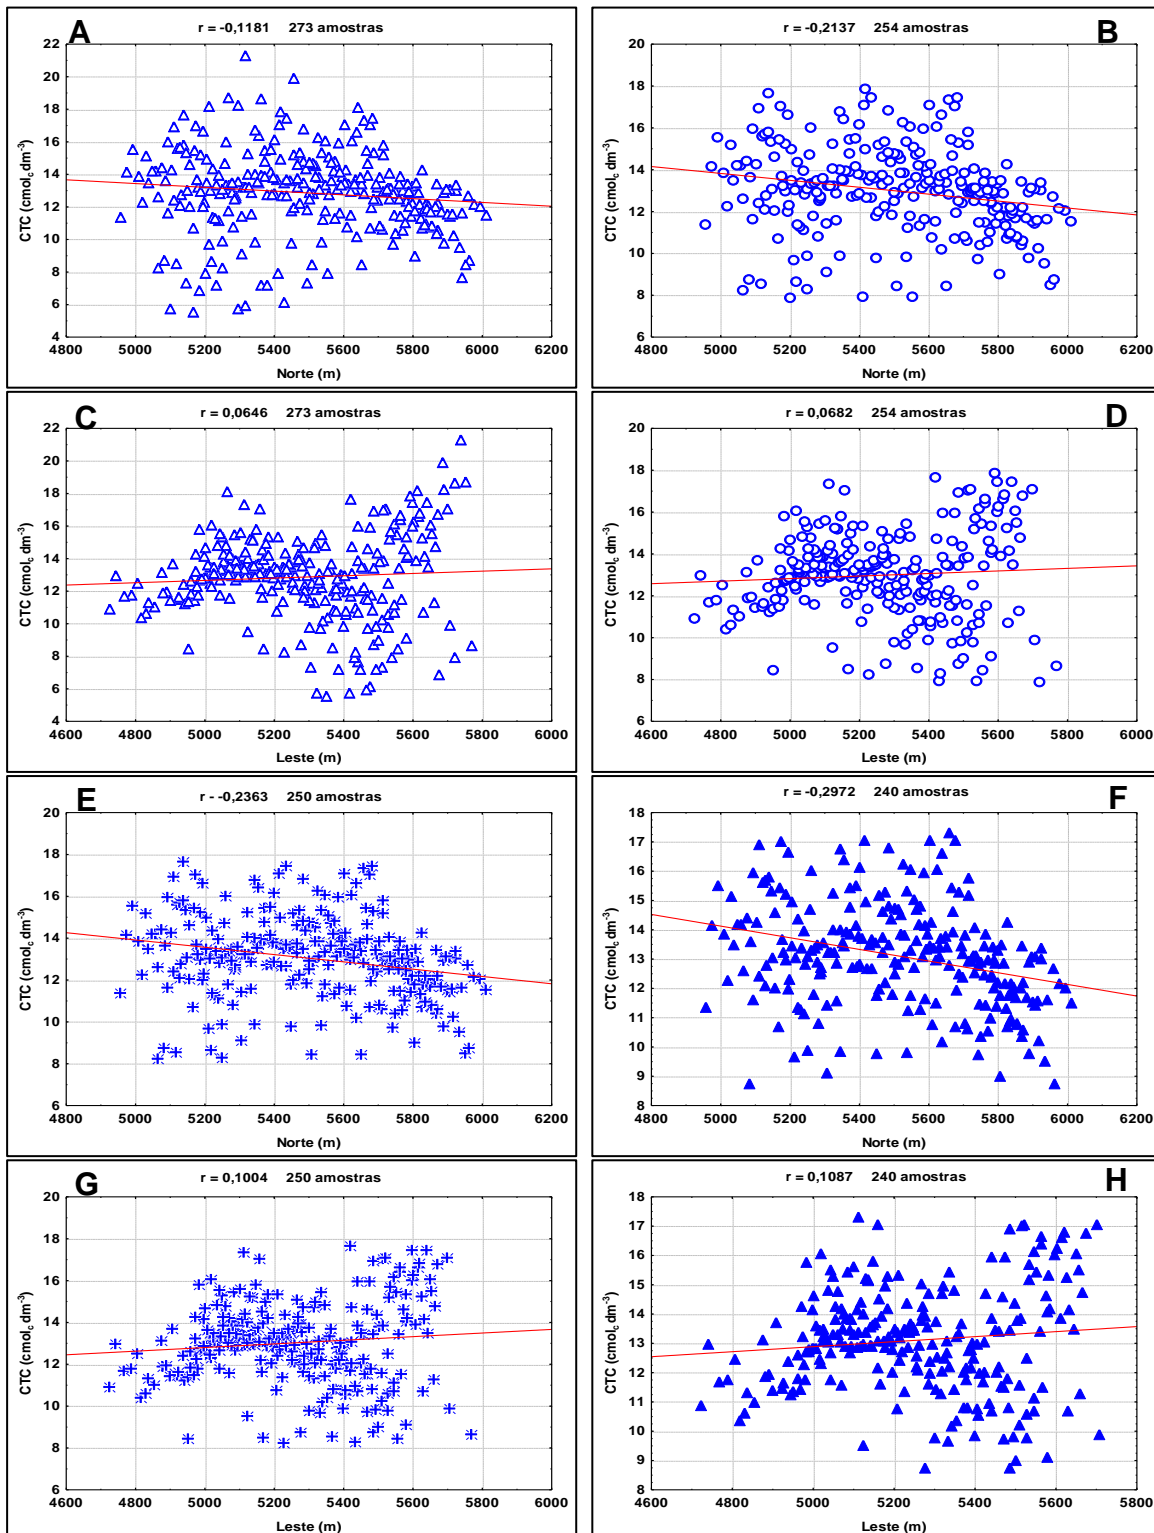 A
r = -0,1181 273 amostras
22
20
18
16
14
12
10
8
6
4
CTC (cmolc dm-3)
4800 5000 5200 5400 5600 5800 6000 6200
Norte (m)
B
r = -0,2137 254 amostras
20
18
16
14
12
10
8
6
CTC (cmolc dm-3)
4800 5000 5200 5400 5600 5800 6000 6200
Norte (m)
C
r = 0,0646 273 amostras
22
20
18
16
14
12
10
8
6
4
CTC (cmolc dm-3)
4600 4800 5000 5200 5400 5600 5800 6000
Leste (m)
D
r = 0,0682 254 amostras
20
18
16
14
12
10
8
6
CTC (cmolc dm-3)
4600 4800 5000 5200 5400 5600 5800 6000
Leste (m)
E
r - -0,2363 250 amostras
20
18
16
14
12
10
8
6
CTC (cmolc dm-3)
4800 5000 5200 5400 5600 5800 6000 6200
Norte (m)
F
r = -0,2972 240 amostras
18
17
16
15
14
13
12
11
10
9
8
CTC (cmolc dm-3)
4800 5000 5200 5400 5600 5800 6000 6200
Norte (m)
G
r = 0,1004 250 amostras
20
18
16
14
12
10
8
6
CTC (cmolc dm-3)
4600 4800 5000 5200 5400 5600 5800 6000
Leste (m)
H
r = 0,1087 240 amostras
18
17
16
15
14
13
12
11
10
9
8
CTC (cmolc dm-3)
4600 4800 5000 5200 5400 5600 5800
Leste (m)